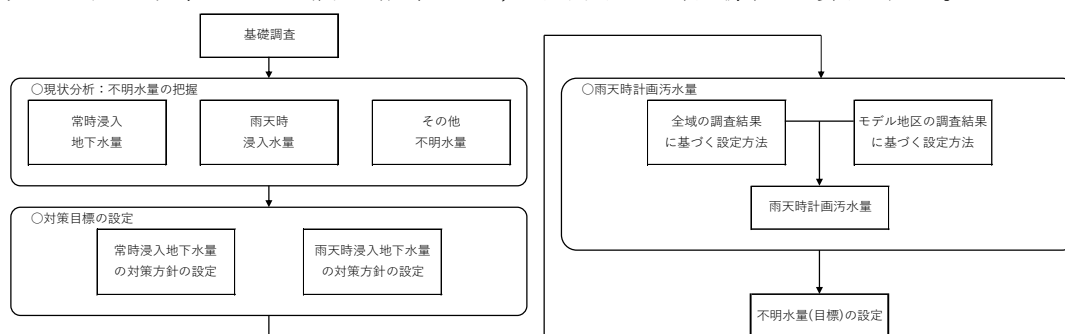 基礎調査
○現状分析：不明水量の把握
常時浸入
地下水量
雨天時
浸入水量
その他
不明水量
○対策目標の設定
常時浸入地下水量
の対策方針の設定
雨天時浸入地下水量
の対策方針の設定
○雨天時計画汚水量
全域の調査結果
に基づく設定方法
モデル地区の調査結果
に基づく設定方法
雨天時計画汚水量
不明水量(目標)の設定